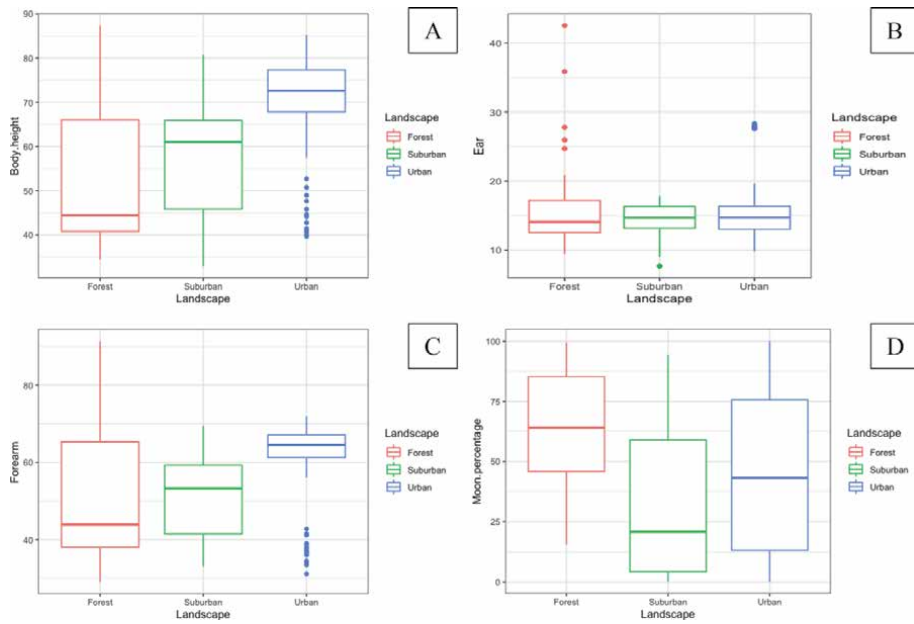 A
90
80
70
60
50
40
Body.height
Forest
Suburban
Urban
Landscape
Landscape
Forest
Suburban
Urban
B
40
30
20
10
Ear
Forest
Suburban
Urban
Landscape
Landscape
Forest
Suburban
Urban
C
80
60
40
Forearm
Forest
Suburban
Urban
Landscape
Landscape
Forest
Suburban
Urban
D
100
75
50
25
0
Moon.percentage
Forest
Suburban
Urban
Landscape
Landscape
Forest
Suburban
Urban